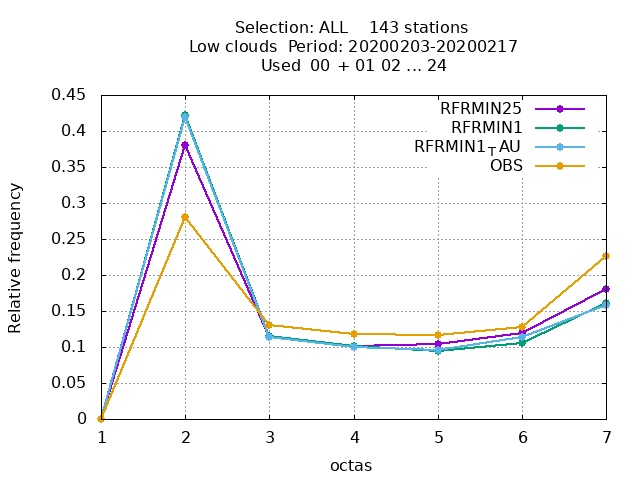 Selection: ALL    143 stations
Low clouds  Period: 20200203-20200217
Used  00  + 01 02 ... 24
RFRMIN25
RFRMIN1
RFRMIN1TAU
OBS
0.45
0.4
0.35
0.3
0.25
0.2
0.15
0.1
0.05
0
Relative frequency
1 2 3 4 5 6 7
octas